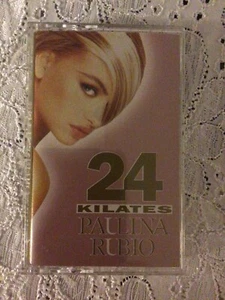 24
KILATES
PAULINA
RUBIO